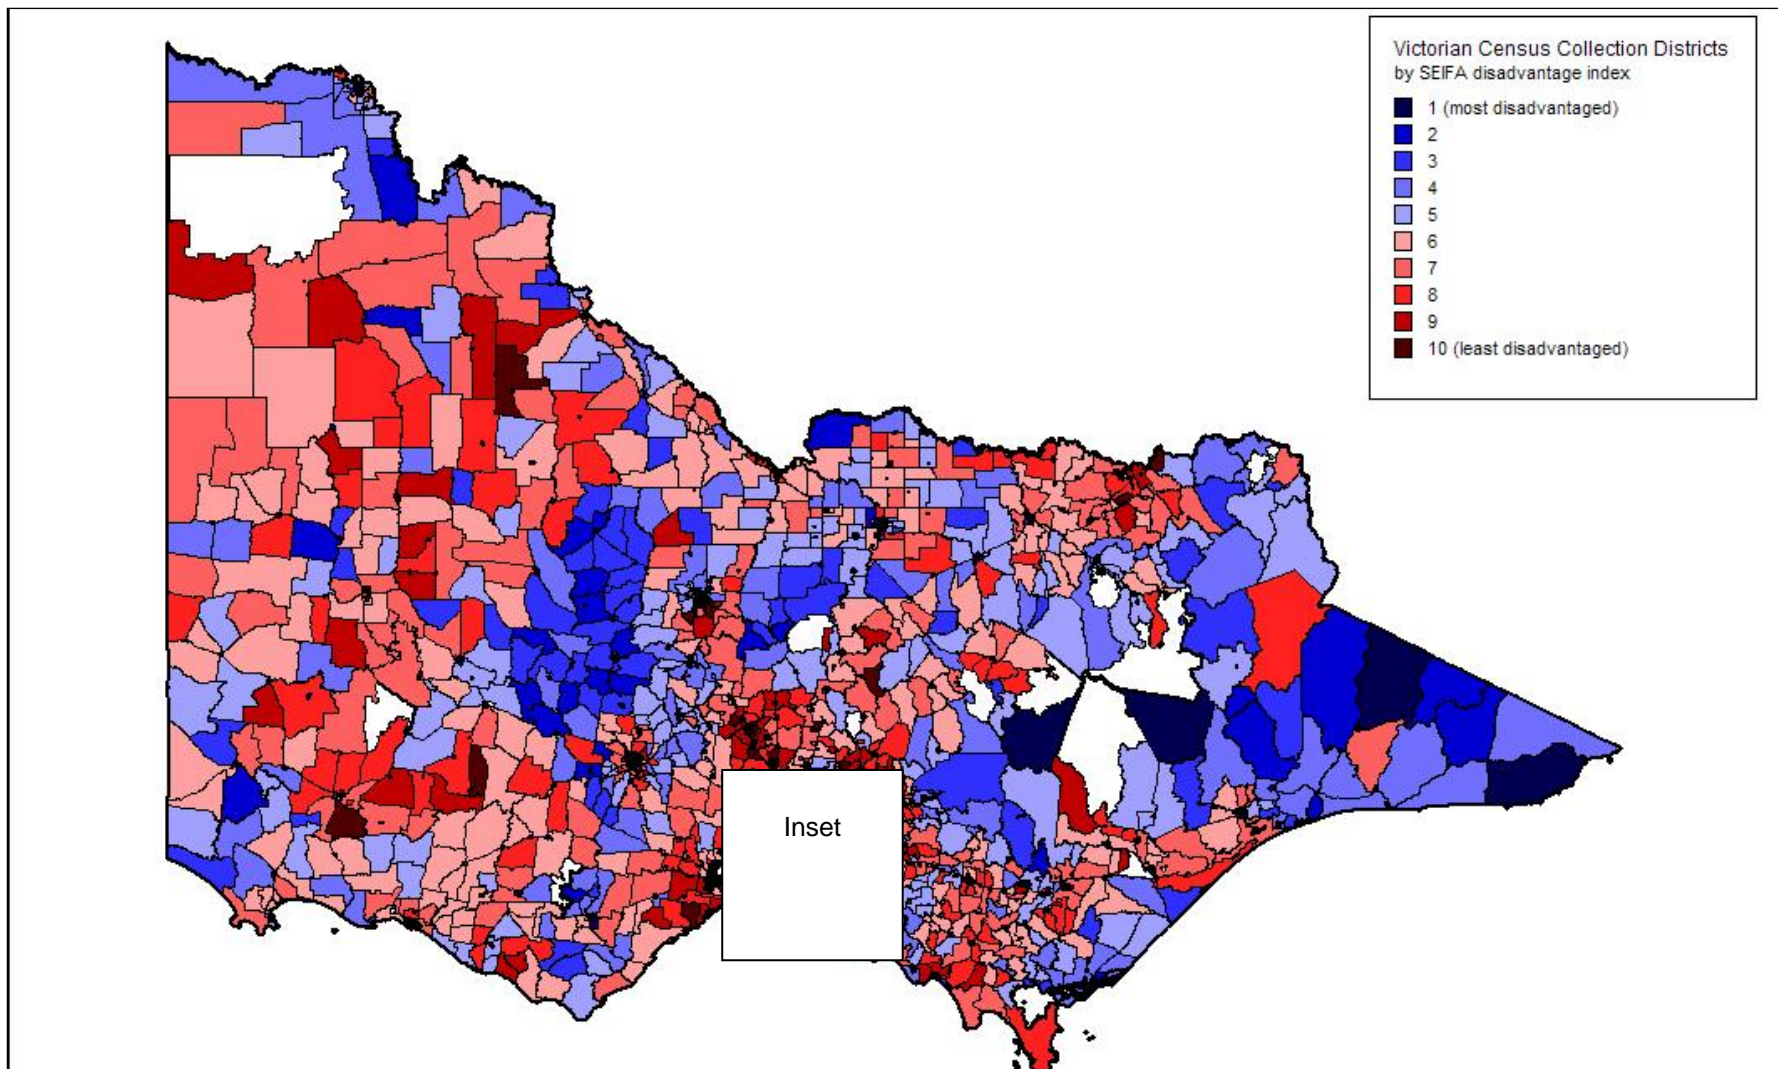 Victorian Census Collection Districts
by SEIFA disadvantage index
1 (most disadvantaged)
2
3
4
5
6
7
8
9
10 (least disadvantaged)
Inset